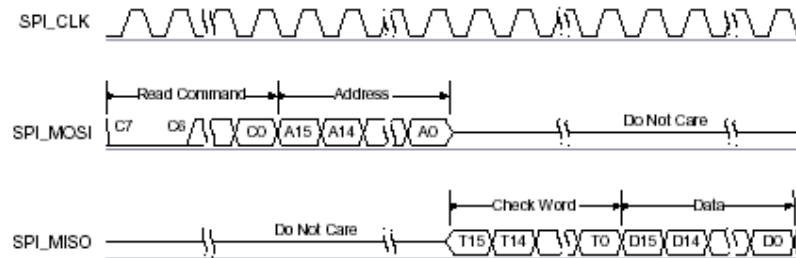 SPI_CLK
Read Command Address
SPI_MOSI C7 C6 C0 A15 A14 A0 Do Not Care
Check Word Data
SPI_MISO Do Not Care T15 T14 T0 D15 D14 D0